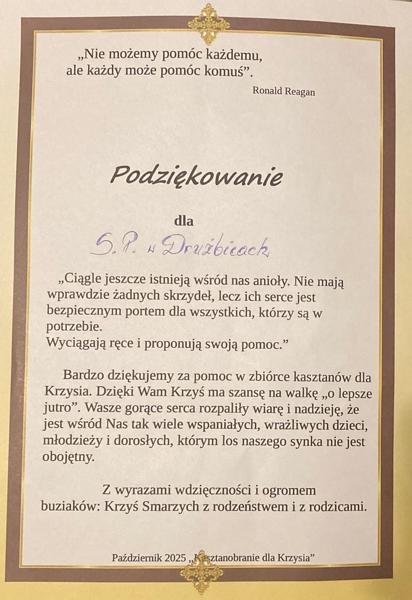 „Nie możemy pomóc każdemu,
ale każdy może pomóc komuś”.
Ronald Reagan
Podziękowanie
dla
S.P. w Drużbicach
„Ciągle jeszcze istnieją wśród nas anioły. Nie mają
wprawdzie żadnych skrzydeł, lecz ich serce jest
bezpiecznym portem dla wszystkich, którzy są w
potrzebie.
Wyciągają ręce i proponują swoją pomoc.”
Bardzo dziękujemy za pomoc w zbiórce kasztanów dla
Krzysia. Dzięki Wam Krzyś ma szansę na walkę „o lepsze
jutro”. Wasze gorące serca rozpaliły wiarę i nadzieję, że
jest wśród Nas tak wiele wspaniałych, wrażliwych dzieci,
młodzieży i dorosłych, którym los naszego synka nie jest
obojętny.
Z wyrazami wdzięczności i ogromem
buziaków: Krzyś Smarzych z rodzeństwem i z rodzicami.
Październik 2025 „Kasztanobranie dla Krzysia”